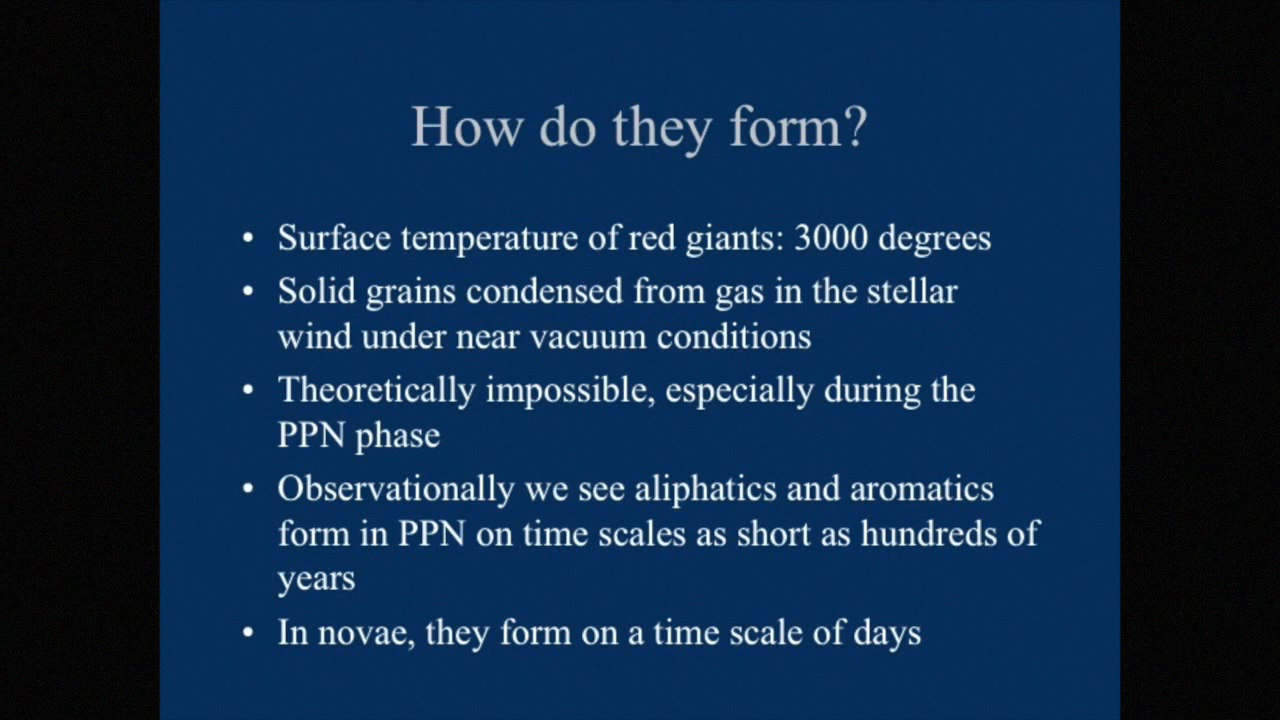 How do they form?
• Surface temperature of red giants: 3000 degrees
• Solid grains condensed from gas in the stellar
wind under near vacuum conditions
• Theoretically impossible, especially during the
PPN phase
• Observationally we see aliphatics and aromatics
form in PPN on time scales as short as hundreds of
years
• In novae, they form on a time scale of days